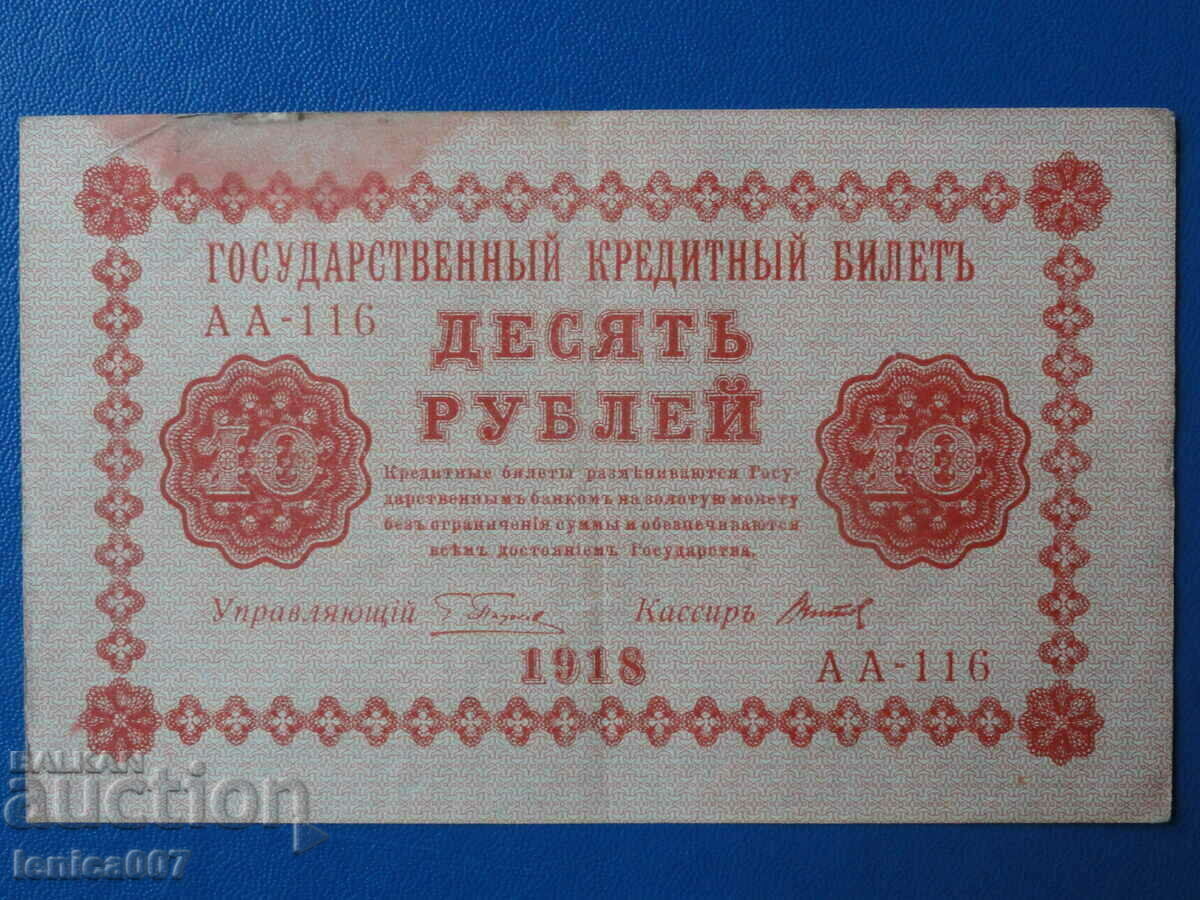 ГОСУДАРСТВЕННЫЙ КРЕДИТНЫЙ БИЛЕТЪ
АА-116
ДЕСЯТЬ
РУБЛЕЙ
10
10
Кредитные билеты размѣниваются Госу-
дарственнымъ банкомъ на золотую монету
безъ ограниченія суммы и обезпечиваются
всѣмъ достояніемъ Государства.
Управляющій
Кассиръ
1918
АА-116
BALKAN
auction
lenica007